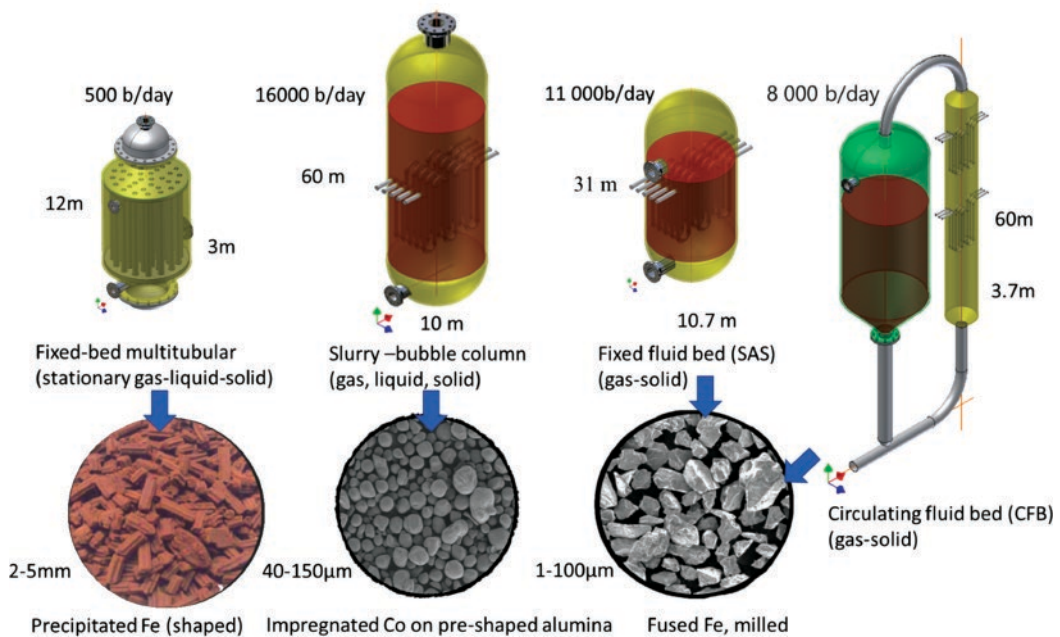 500 b/day
12m
3m
Fixed-bed multitubular
(stationary gas-liquid-solid)
2-5mm
Precipitated Fe (shaped)
16000 b/day
60 m
10 m
Slurry –bubble column
(gas, liquid, solid)
40-150µm
Impregnated Co on pre-shaped alumina
11 000b/day
31 m
10.7 m
Fixed fluid bed (SAS)
(gas-solid)
1-100µm
Fused Fe, milled
8 000 b/day
60m
3.7m
Circulating fluid bed (CFB)
(gas-solid)